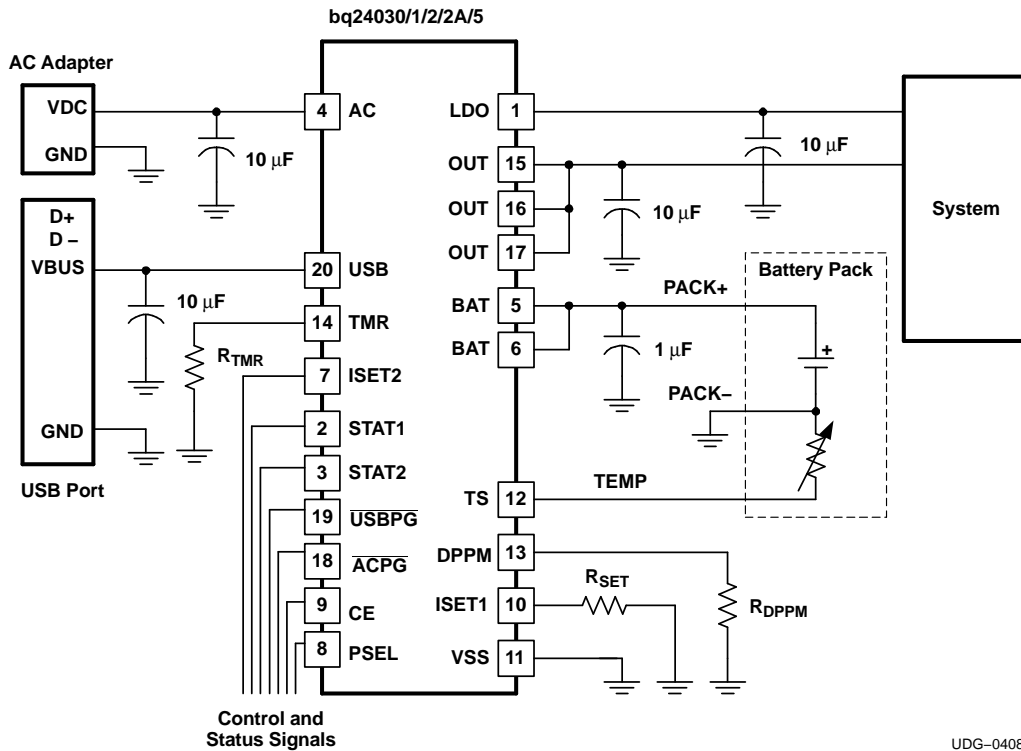 bq24030/1/2/2A/5
AC Adapter
VDC
GND
10 μF
4
AC
LDO
1
10 μF
OUT
15
OUT
16
OUT
17
10 μF
System
D+
D −
VBUS
GND
USB Port
10 μF
20
USB
14
TMR
RTMR
7
ISET2
2
STAT1
3
STAT2
19
USBPG
18
ACPG
9
CE
8
PSEL
BAT
5
BAT
6
PACK+
1 μF
Battery Pack
+
PACK−
TS
12
TEMP
DPPM
13
RDPPM
ISET1
10
RSET
VSS
11
Control and
Status Signals
UDG−0408